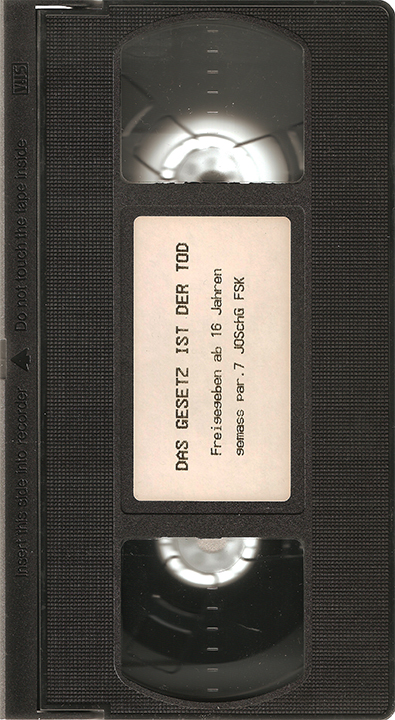 VHS
Do not touch the tape inside
Insert this side into recorder
DAS GESETZ IST DER TOD
Freigegeben ab 16 Jahren
gemass par.7 JÖSchG FSK